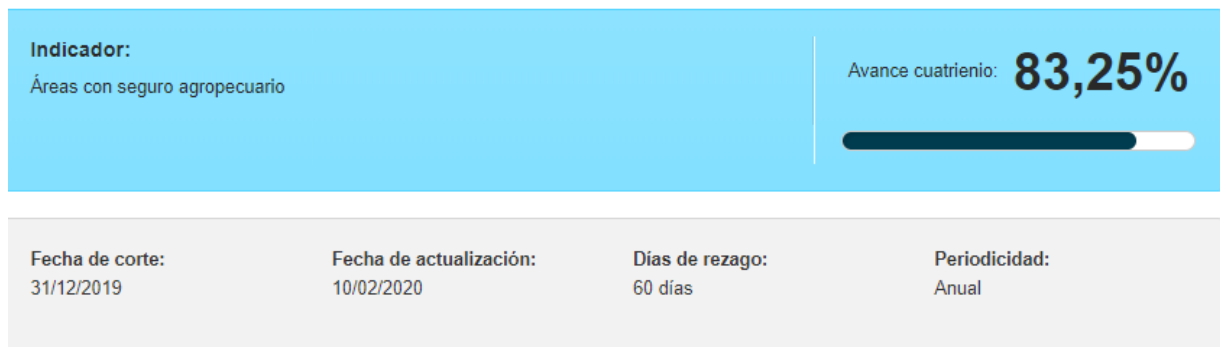 Indicador:
Áreas con seguro agropecuario
Avance cuatrienio: 83,25%
Fecha de corte:
31/12/2019
Fecha de actualización:
10/02/2020
Días de rezago:
60 días
Periodicidad:
Anual